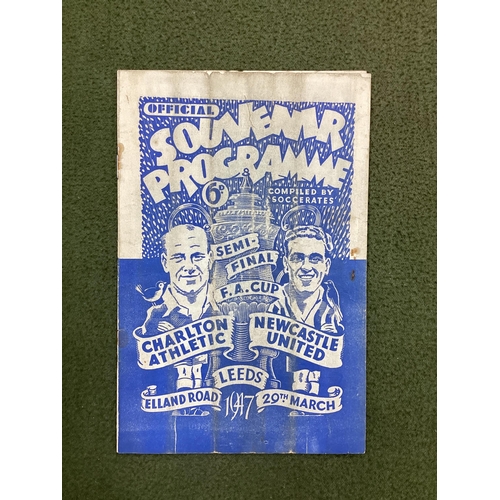 OFFICIAL
SOUVENIR
PROGRAMME
6D
COMPILED BY
"SOCCERATES"
SEMI-
FINAL
F.A. CUP
CHARLTON
ATHLETIC
NEWCASTLE
UNITED
LEEDS
ELLAND ROAD
1947
29TH MARCH